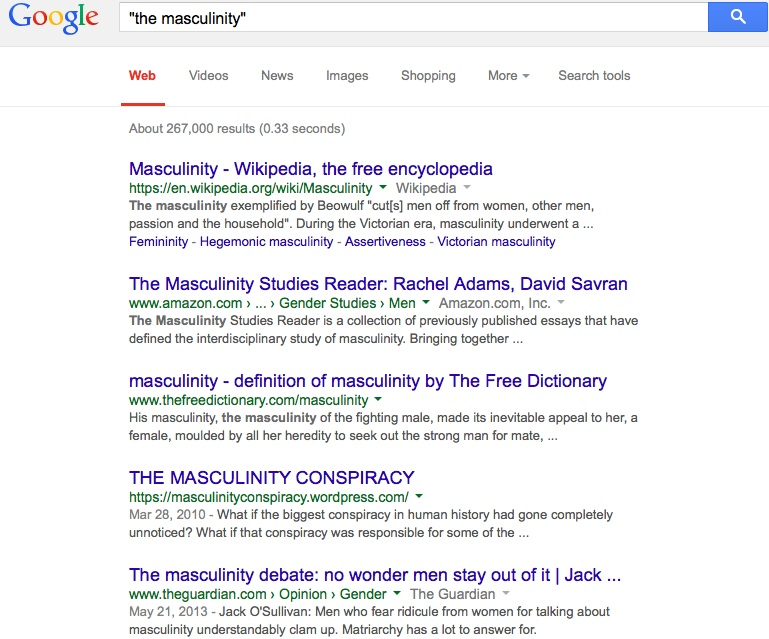 Google "the masculinity"
Web Videos News Images Shopping More Search tools
About 267,000 results (0.33 seconds)
Masculinity - Wikipedia, the free encyclopedia
https://en.wikipedia.org/wiki/Masculinity Wikipedia
The masculinity exemplified by Beowulf "cut[s] men off from women, other men,
passion and the household". During the Victorian era, masculinity underwent a ...
Femininity - Hegemonic masculinity - Assertiveness - Victorian masculinity
The Masculinity Studies Reader: Rachel Adams, David Savran
www.amazon.com › ... › Gender Studies › Men Amazon.com, Inc.
The Masculinity Studies Reader is a collection of previously published essays that have
defined the interdisciplinary study of masculinity. Bringing together ...
masculinity - definition of masculinity by The Free Dictionary
www.thefreedictionary.com/masculinity
His masculinity, the masculinity of the fighting male, made its inevitable appeal to her, a
female, moulded by all her heredity to seek out the strong man for mate, ...
THE MASCULINITY CONSPIRACY
https://masculinityconspiracy.wordpress.com/
Mar 28, 2010 - What if the biggest conspiracy in human history had gone completely
unnoticed? What if that conspiracy was responsible for some of the ...
The masculinity debate: no wonder men stay out of it | Jack ...
www.theguardian.com › Opinion › Gender The Guardian
May 21, 2013 - Jack O'Sullivan: Men who fear ridicule from women for talking about
masculinity understandably clam up. Matriarchy has a lot to answer for.